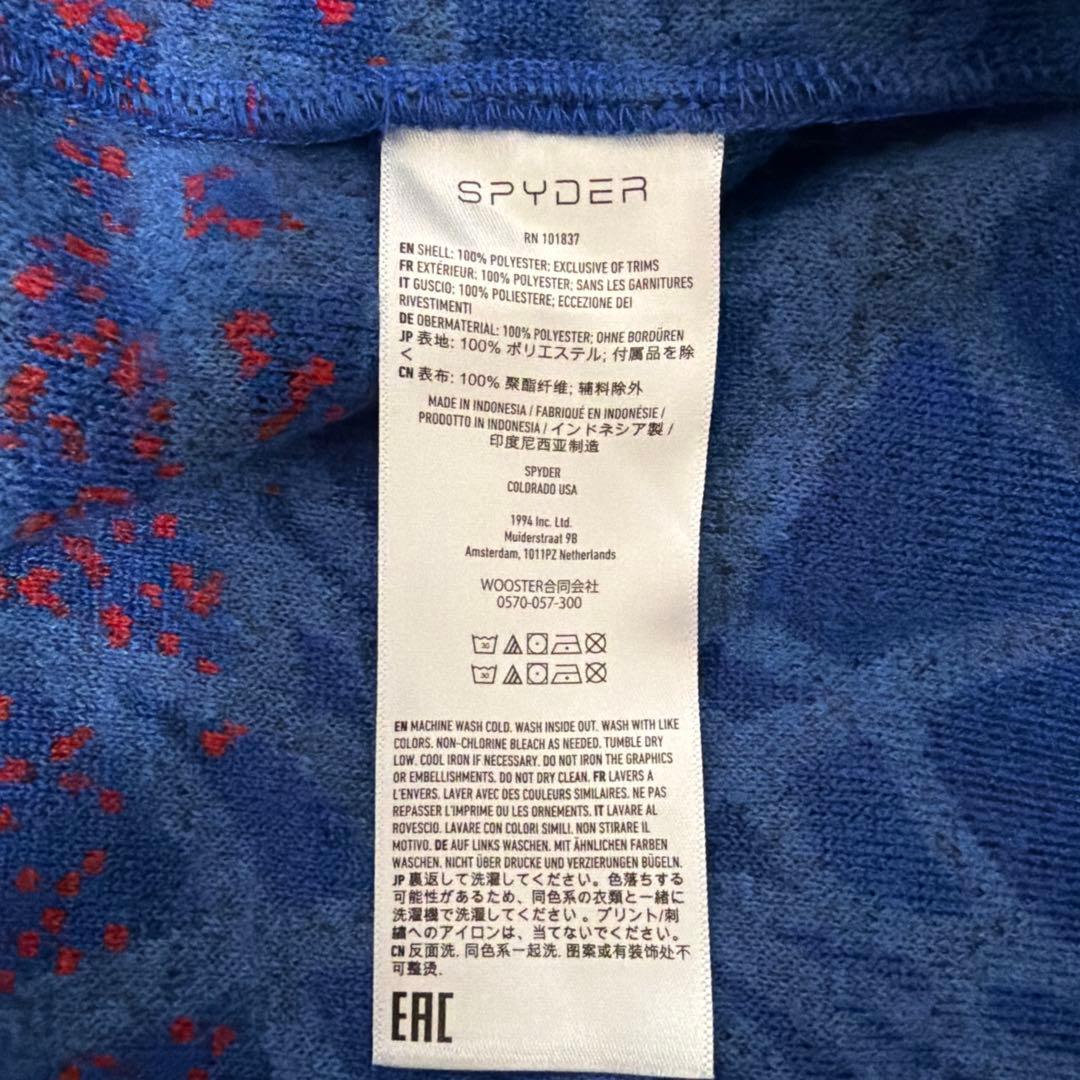 SPYDER
RN 101837
EN SHELL: 100% POLYESTER; EXCLUSIVE OF TRIMS
FR EXTÉRIEUR: 100% POLYESTER; SANS LES GARNITURES
IT GUSCIO: 100% POLIESTERE; ECCEZIONE DEI
RIVESTIMENTI
DE OBERMATERIAL: 100% POLYESTER; OHNE BORDÜREN
JP 表地: 100% ポリエステル; 付属品を除
く
CN 表布: 100% 聚酯纤维; 辅料除外
MADE IN INDONESIA / FABRIQUÉ EN INDONÉSIE /
PRODOTTO IN INDONESIA / インドネシア製 /
印度尼西亚制造
SPYDER
COLORADO USA
1994 Inc. Ltd.
Muiderstraat 9B
Amsterdam, 1011PZ Netherlands
WOOSTER合同会社
0570-057-300
30
30
EN MACHINE WASH COLD. WASH INSIDE OUT. WASH WITH LIKE
COLORS. NON-CHLORINE BLEACH AS NEEDED. TUMBLE DRY
LOW. COOL IRON IF NECESSARY. DO NOT IRON THE GRAPHICS
OR EMBELLISHMENTS. DO NOT DRY CLEAN. FR LAVERS A
L'ENVERS. LAVER AVEC DES COULEURS SIMILAIRES. NE PAS
REPASSER L'IMPRIME OU LES ORNEMENTS. IT LAVARE AL
ROVESCIO. LAVARE CON COLORI SIMILI. NON STIRARE IL
MOTIVO. DE AUF LINKS WASCHEN. MIT ÄHNLICHEN FARBEN
WASCHEN. NICHT ÜBER DRUCKE UND VERZIERUNGEN BÜGELN.
JP 裏返して洗濯してください。色落ちする
可能性があるため、同色系の衣類と一緒に
洗濯機で洗濯してください。プリント/刺
繍へのアイロンは、当てないでください。
CN 反面洗. 同色系一起洗. 图案或有装饰处不
可整烫.
EAC